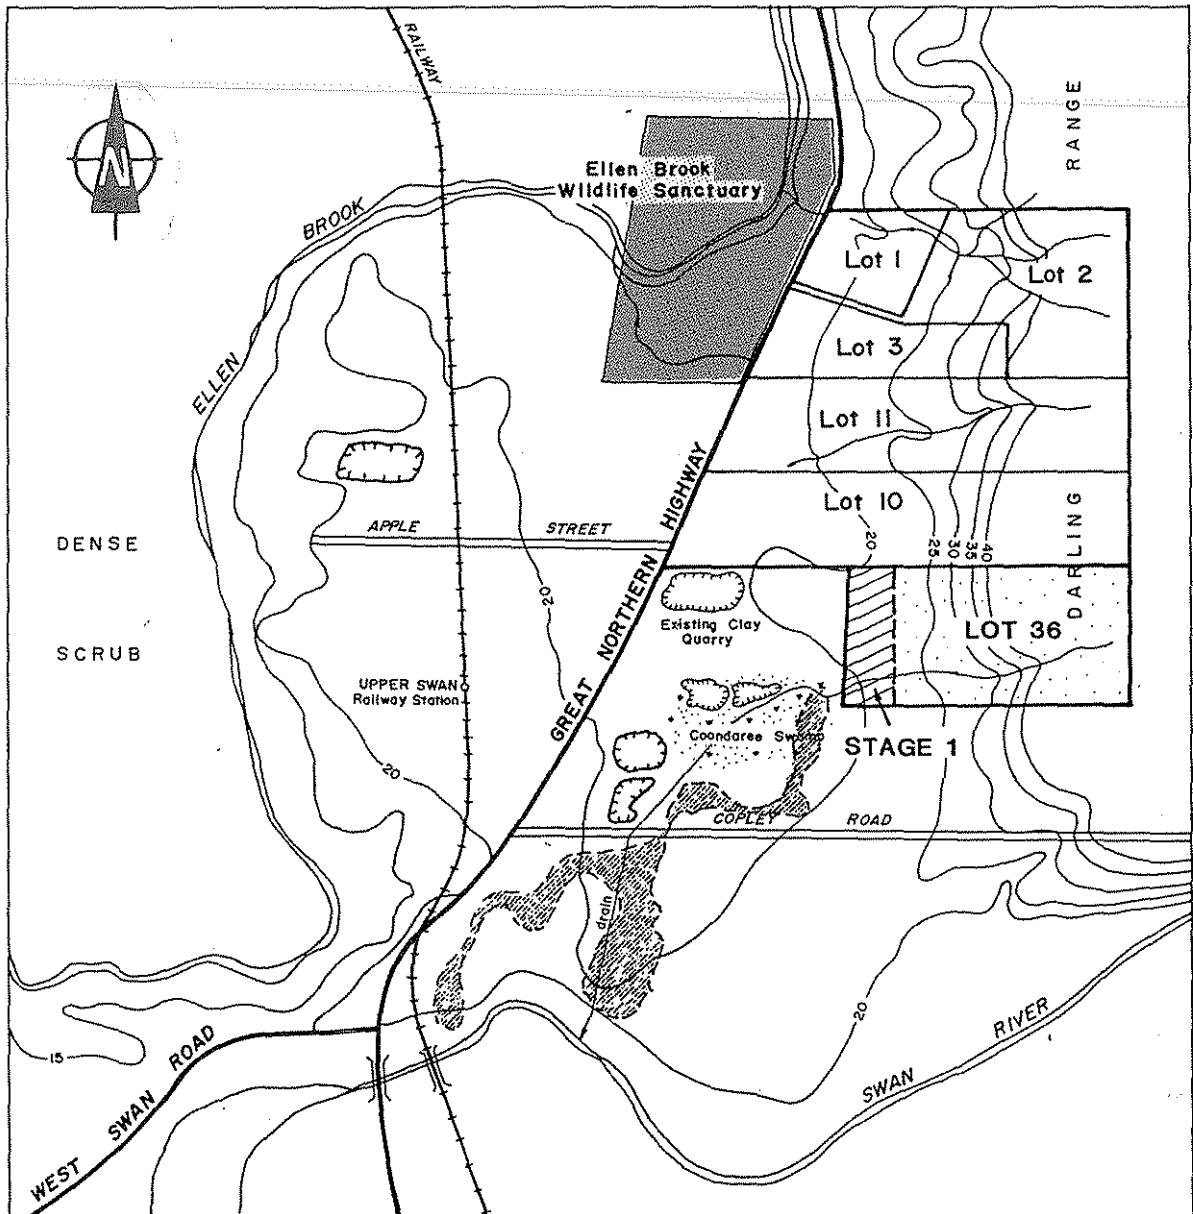 RAILWAY
RANGE
N
Ellen Brook
Wildlife Sanctuary
BROOK
Lot 1
Lot 2
Lot 3
ELLEN
Lot 11
HIGHWAY
Lot 10
DARLING
APPLE STREET
DENSE
20
25
30
35
40
20
NORTHERN
Existing Clay
Quarry
LOT 36
SCRUB
UPPER SWAN
Railway Station
GREAT
Coondaree Swamp
STAGE 1
20
COPLEY ROAD
drain
20
RIVER
15
ROAD
SWAN
SWAN
WEST